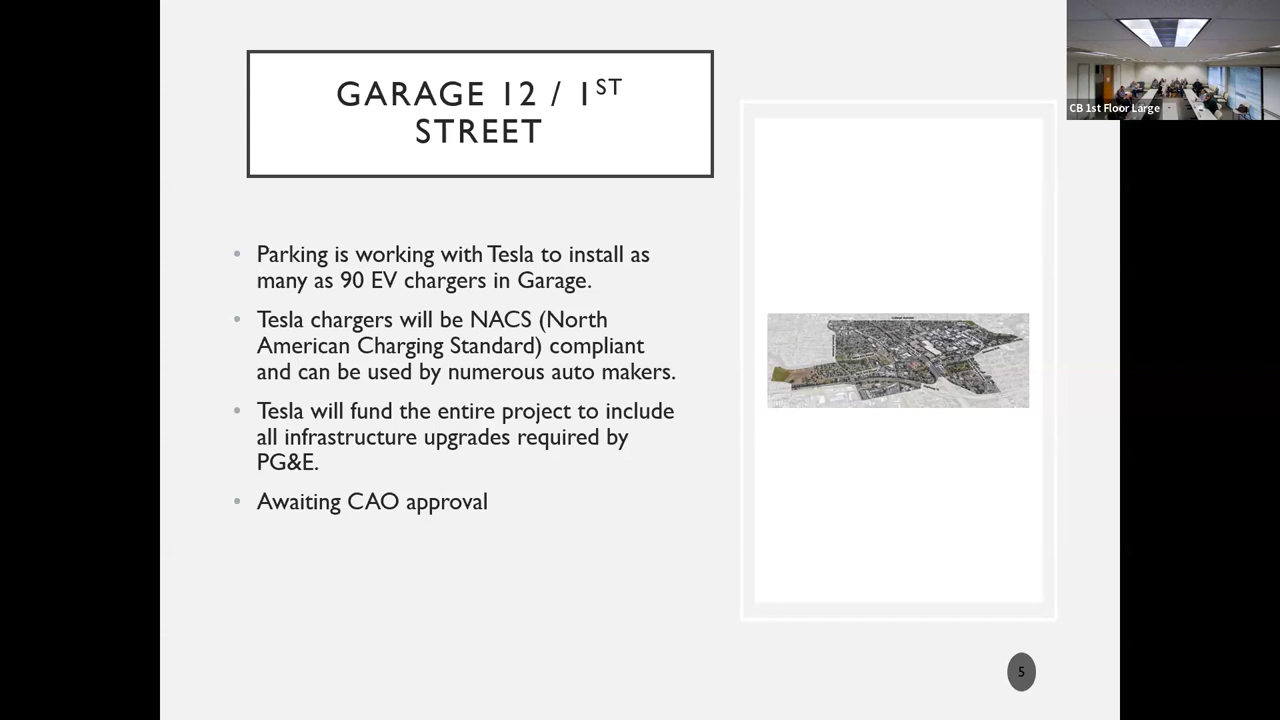 GARAGE 12 / 1ST
STREET
CB 1st Floor Large
• Parking is working with Tesla to install as
many as 90 EV chargers in Garage.
• Tesla chargers will be NACS (North
American Charging Standard) compliant
and can be used by numerous auto makers.
• Tesla will fund the entire project to include
all infrastructure upgrades required by
PG&E.
• Awaiting CAO approval
5